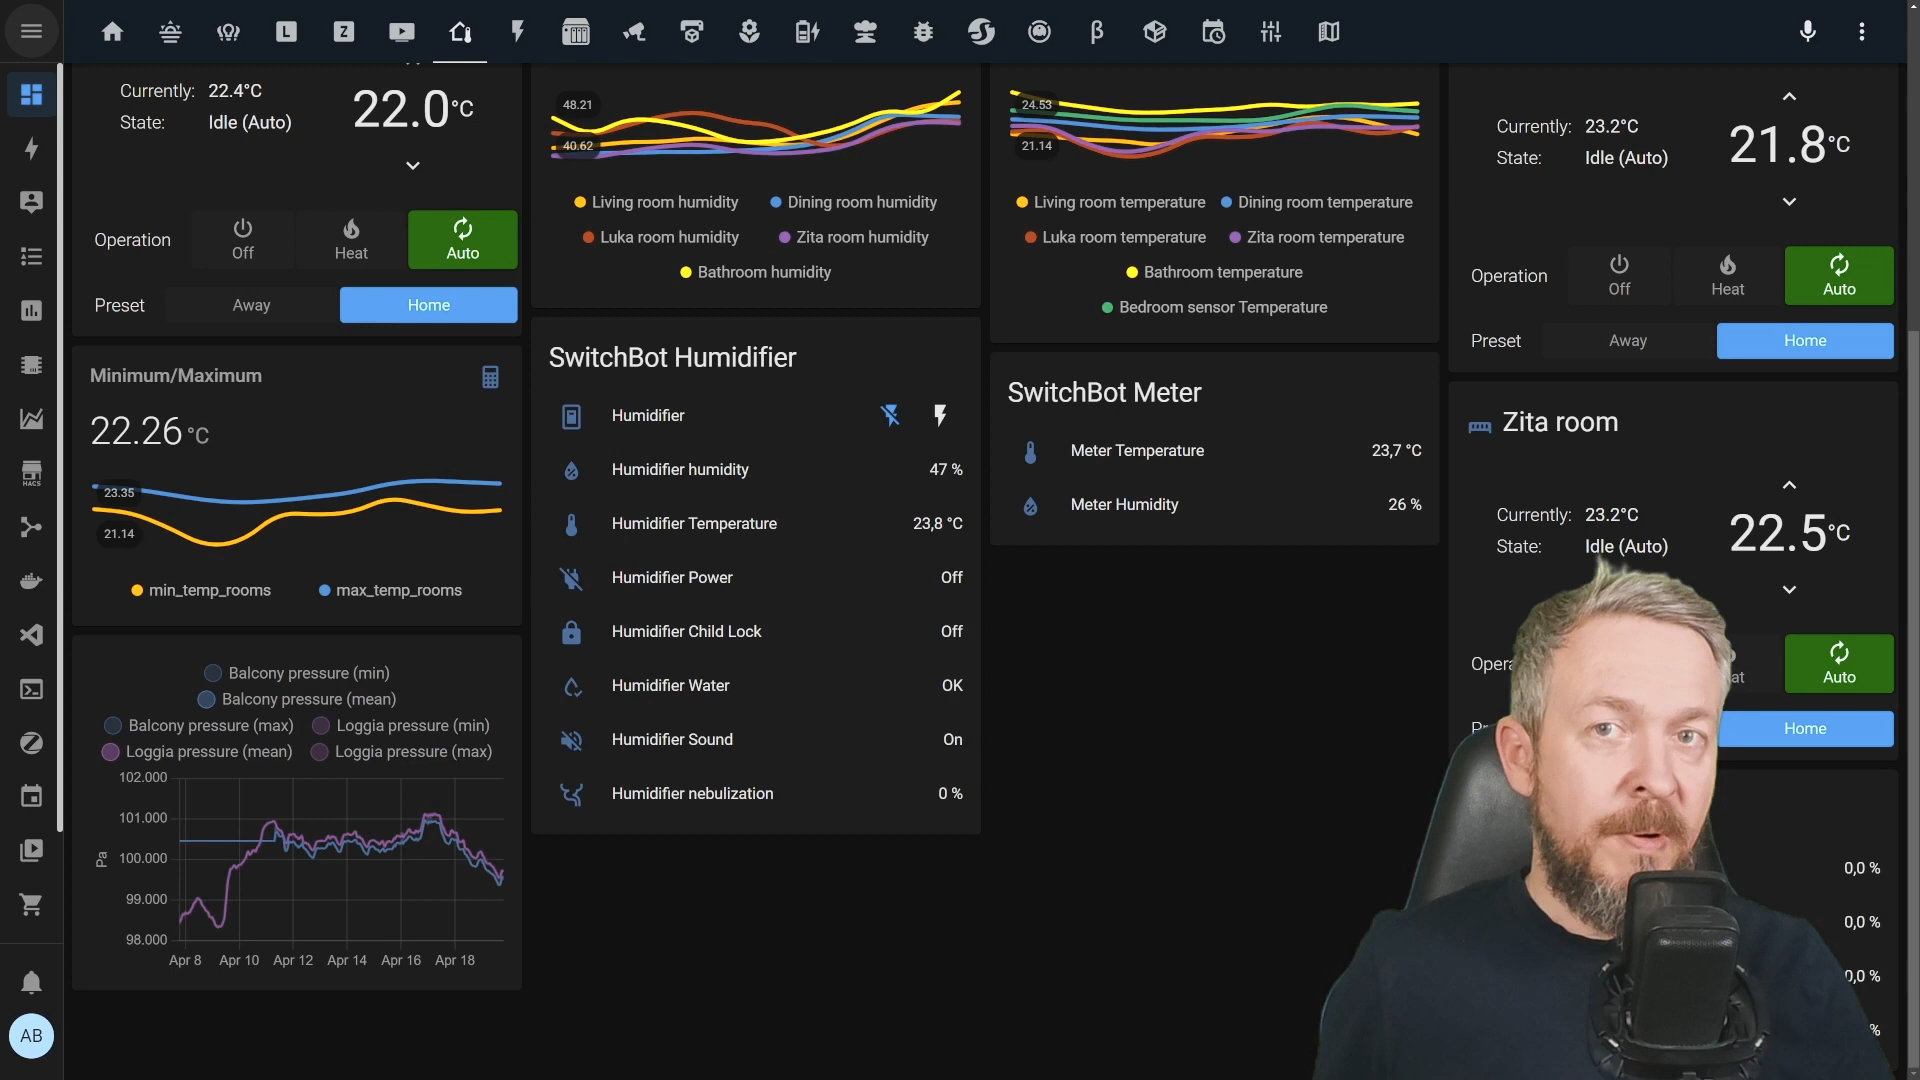 L
Z
β
HACS
AB
Currently: 22.4°C
State: Idle (Auto)
22.0°C
Operation
Off
Heat
Auto
Preset
Away
Home
Minimum/Maximum
22.26 °C
23.35
21.14
min_temp_rooms
max_temp_rooms
Balcony pressure (min)
Balcony pressure (mean)
Balcony pressure (max) Loggia pressure (min)
Loggia pressure (mean) Loggia pressure (max)
102.000
101.000
100.000
99.000
98.000
Pa
Apr 8 Apr 10 Apr 12 Apr 14 Apr 16 Apr 18
48.21
40.62
Living room humidity Dining room humidity
Luka room humidity Zita room humidity
Bathroom humidity
SwitchBot Humidifier
Humidifier
Humidifier humidity 47 %
Humidifier Temperature 23,8 °C
Humidifier Power Off
Humidifier Child Lock Off
Humidifier Water OK
Humidifier Sound On
Humidifier nebulization 0 %
24.53
21.14
Living room temperature Dining room temperature
Luka room temperature Zita room temperature
Bathroom temperature
Bedroom sensor Temperature
SwitchBot Meter
Meter Temperature 23,7 °C
Meter Humidity 26 %
Currently: 23.2°C
State: Idle (Auto)
21.8°C
Operation
Off
Heat
Auto
Preset
Away
Home
Zita room
Currently: 23.2°C
State: Idle (Auto)
22.5°C
Auto
Home
0,0 %
0,0 %
0,0 %
%